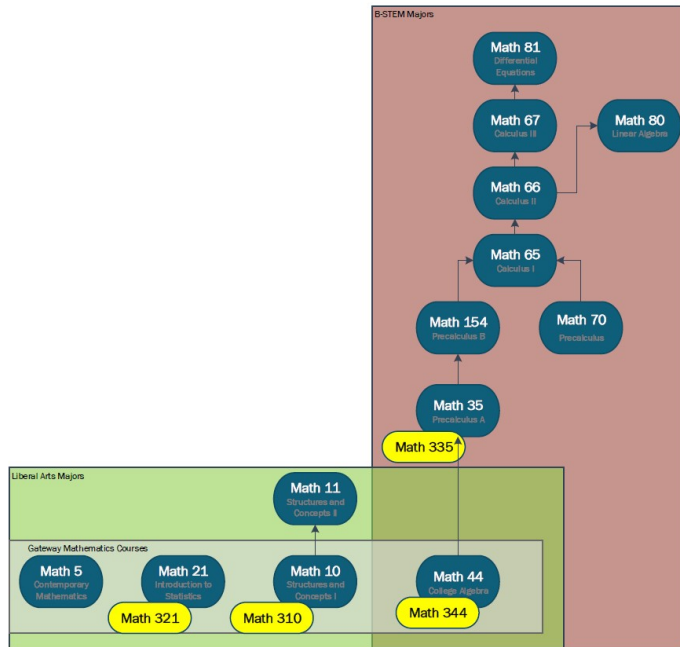 B-STEM Majors
Math 81
Differential
Equations
Math 67
Calculus III
Math 80
Linear Algebra
Math 66
Calculus II
Math 65
Calculus I
Math 154
Precalculus B
Math 70
Precalculus
Math 35
Precalculus A
Math 335
Liberal Arts Majors
Math 11
Structures and
Concepts II
Gateway Mathematics Courses
Math 5
Contemporary
Mathematics
Math 21
Introduction to
Statistics
Math 321
Math 10
Structures and
Concepts I
Math 310
Math 44
College Algebra
Math 344